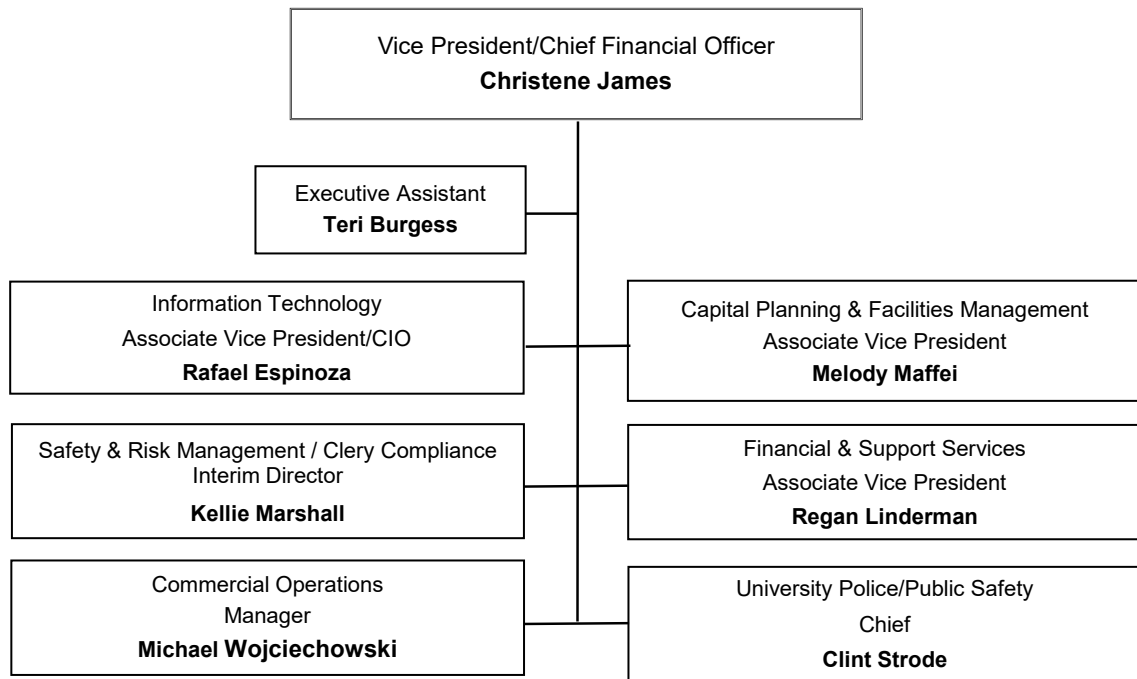 Vice President/Chief Financial Officer
Christene James
Executive Assistant
Teri Burgess
Information Technology
Associate Vice President/CIO
Rafael Espinoza
Capital Planning & Facilities Management
Associate Vice President
Melody Maffei
Safety & Risk Management / Clery Compliance
Interim Director
Kellie Marshall
Financial & Support Services
Associate Vice President
Regan Linderman
Commercial Operations
Manager
Michael Wojciechowski
University Police/Public Safety
Chief
Clint Strode